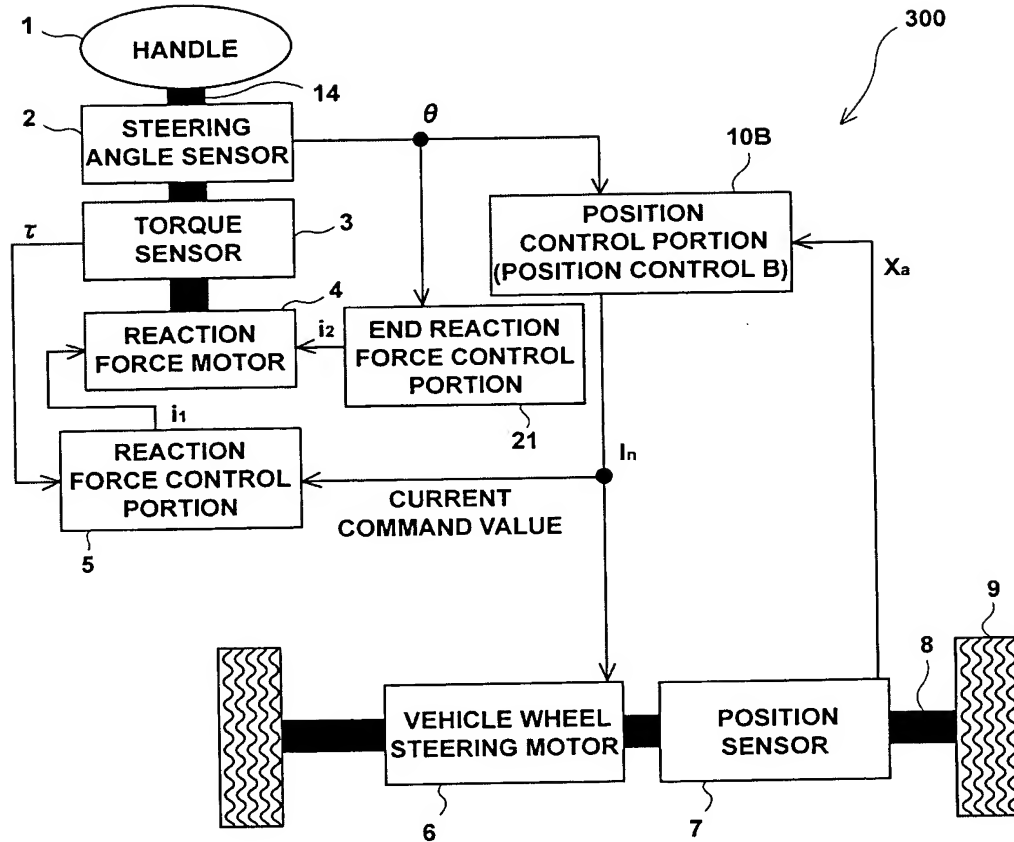 1
HANDLE
300
14
θ
2
STEERING
ANGLE SENSOR
10B
τ
TORQUE
SENSOR
3
POSITION
CONTROL PORTION
(POSITION CONTROL B)
Xa
4
REACTION
FORCE MOTOR
i2
END REACTION
FORCE CONTROL
PORTION
i1
21
In
REACTION
FORCE CONTROL
PORTION
CURRENT
COMMAND VALUE
5
9
8
VEHICLE WHEEL
STEERING MOTOR
POSITION
SENSOR
6
7